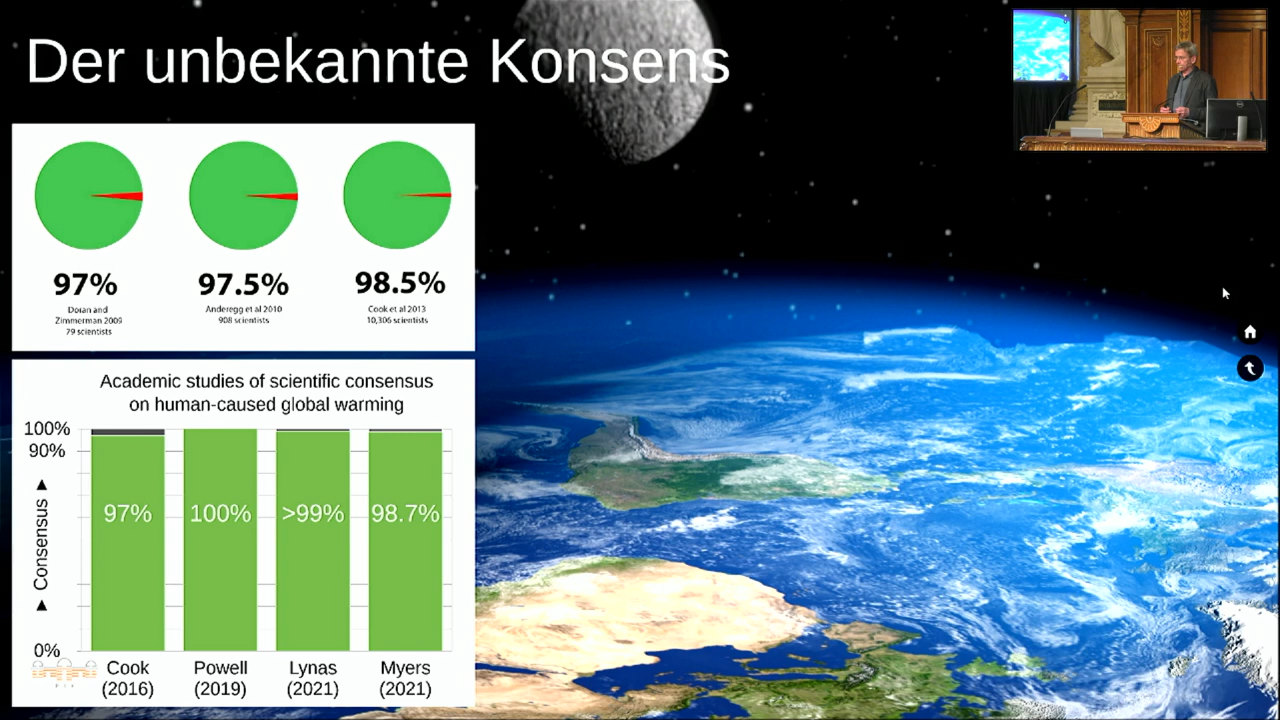 Der unbekannte Konsens
97%
Doran and
Zimmerman 2009
79 scientists
97.5%
Anderegg et al 2010
908 scientists
98.5%
Cook et al 2013
10,306 scientists
Academic studies of scientific consensus
on human-caused global warming
100%
90%
0%
◄ Consensus ►
97%
100%
>99%
98.7%
Cook
(2016)
Powell
(2019)
Lynas
(2021)
Myers
(2021)